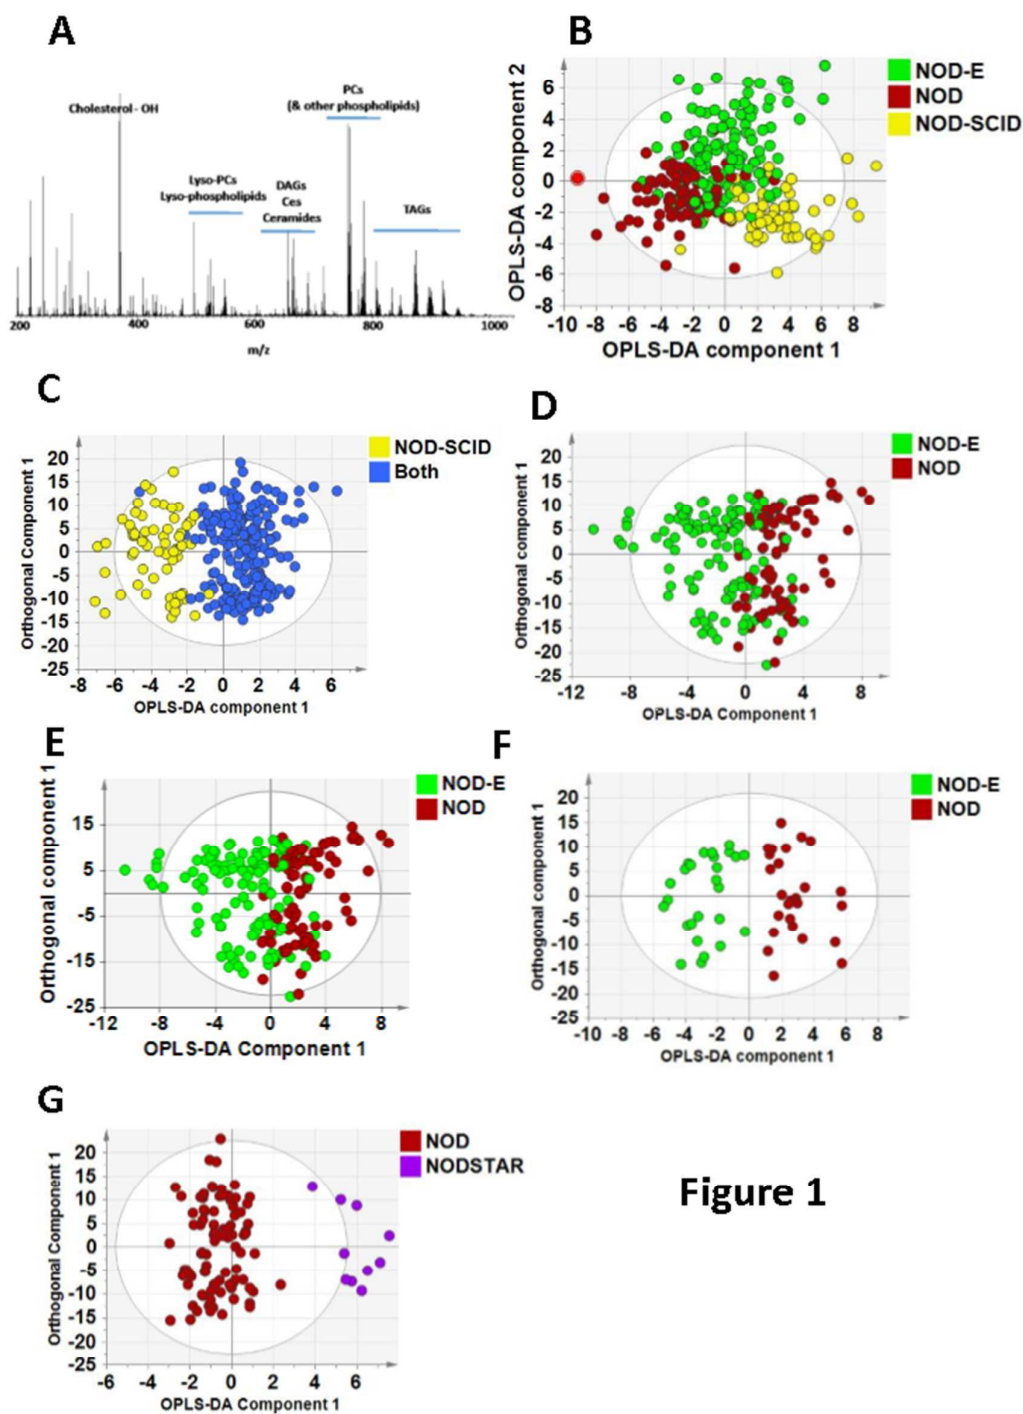 A
Cholesterol - OH
PCs
(& other phospholipids)
Lyso-PCs
Lyso-phospholipids
DAGs
Ces
Ceramides
TAGs
200 400 600 800 1000
m/z
B
OPLS-DA component 2
6
4
2
0
-2
-4
-6
-8
-10 -8 -6 -4 -2 0 2 4 6 8
OPLS-DA component 1
NOD-E
NOD
NOD-SCID
C
Orthogonal Component 1
20
15
10
5
0
-5
-10
-15
-20
-25
-8 -6 -4 -2 0 2 4 6
OPLS-DA component 1
NOD-SCID
Both
D
Orthogonal component 1
20
15
10
5
0
-5
-10
-15
-20
-25
-12 -8 -4 0 4 8
OPLS-DA Component 1
NOD-E
NOD
E
Orthogonal component 1
15
5
-5
-15
-25
-12 -8 -4 0 4 8
OPLS-DA Component 1
NOD-E
NOD
F
Orthogonal component 1
20
15
10
5
0
-5
-10
-15
-20
-25
-10 -8 -6 -4 -2 0 2 4 6 8
OPLS-DA component 1
NOD-E
NOD
G
Orthogonal Component 1
20
15
10
5
0
-5
-10
-15
-20
-25
-6 -4 -2 0 2 4 6
OPLS-DA Component 1
NOD
NODSTAR
Figure 1